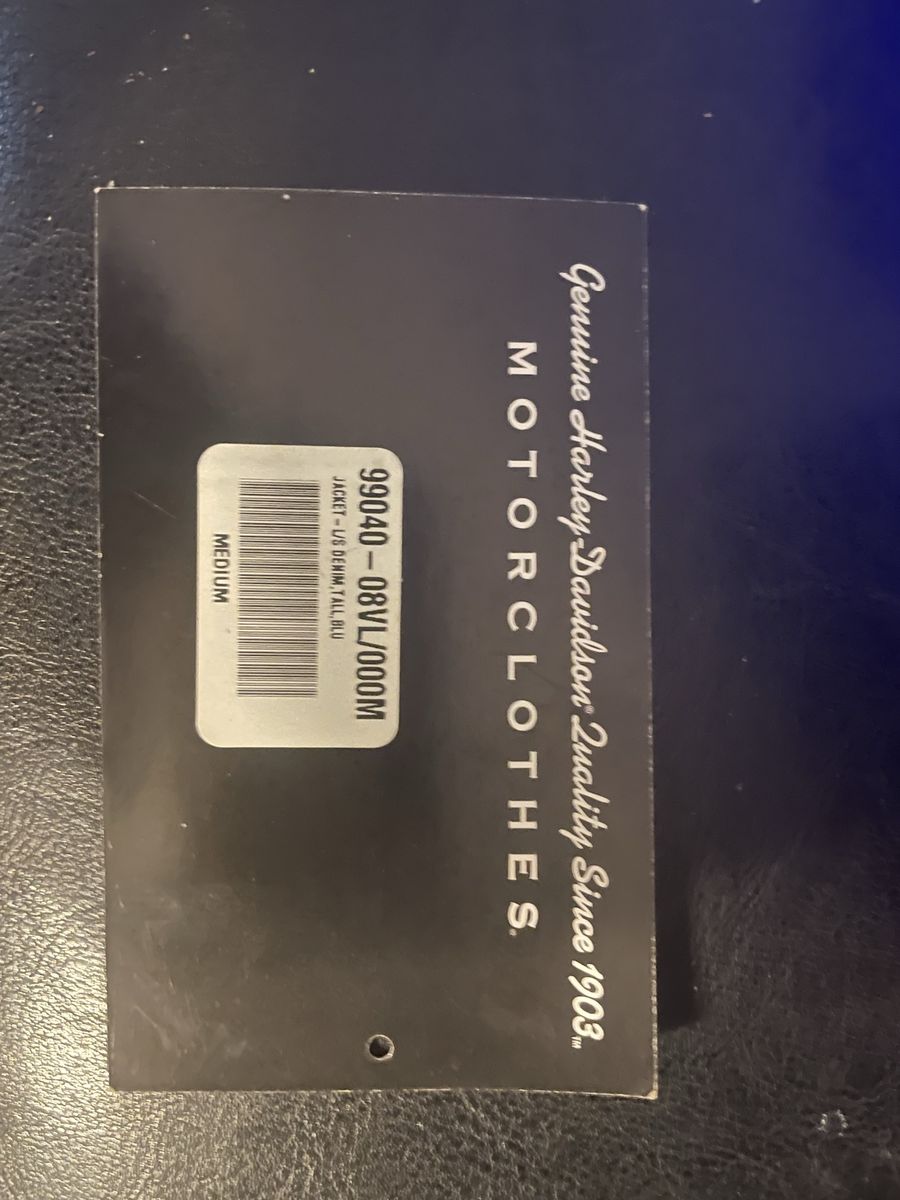 Genuine Harley-Davidson® Quality Since 1903™
MOTORCLOTHES®
99040-08VL/000M
JACKET-L/S DENIM,TALL,BLU
MEDIUM